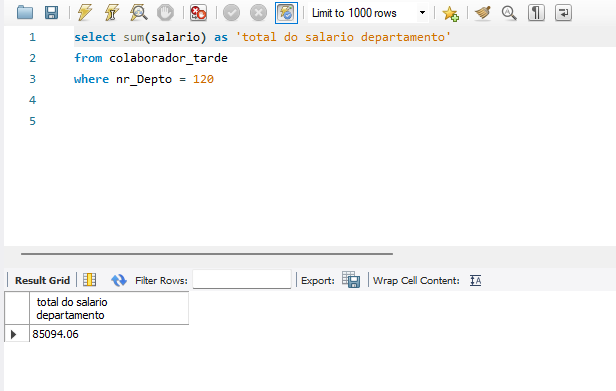 Limit to 1000 rows
1 select sum(salario) as 'total do salario departamento'
2 from colaborador_tarde
3 where nr_Depto = 120
4
5
Result Grid Filter Rows: Export: Wrap Cell Content: IA
total do salario
departamento
85094.06